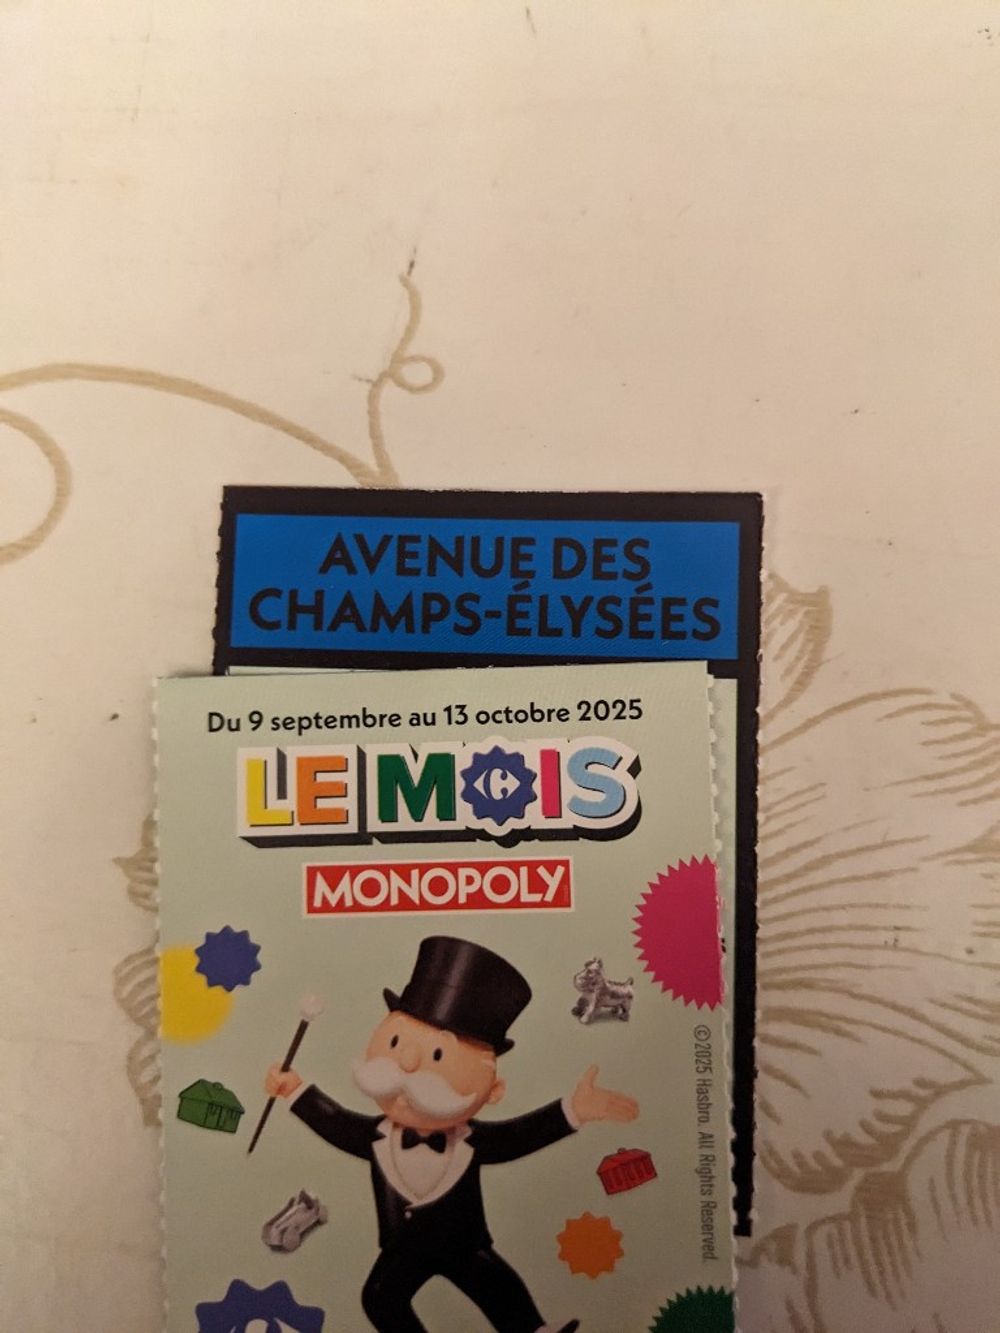 AVENUE DES
CHAMPS-ÉLYSÉES
Du 9 septembre au 13 octobre 2025
LE MOIS
MONOPOLY
©2025 Hasbro. All Rights Reserved.